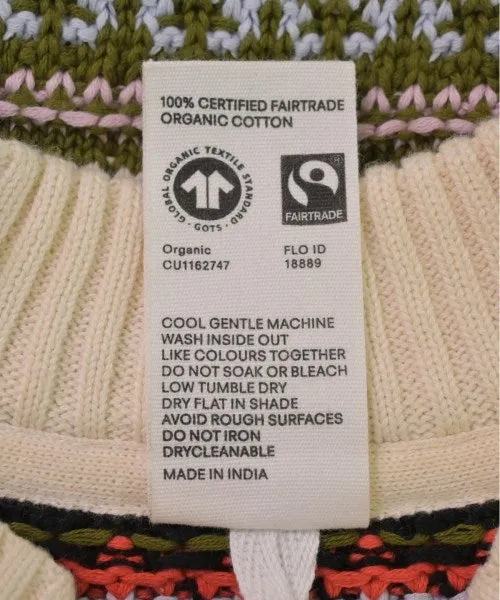 100% CERTIFIED FAIRTRADE
ORGANIC COTTON
GLOBAL ORGANIC TEXTILE STANDARD · GOTS ·
®
FAIRTRADE
Organic
CU1162747
FLO ID
18889
COOL GENTLE MACHINE
WASH INSIDE OUT
LIKE COLOURS TOGETHER
DO NOT SOAK OR BLEACH
LOW TUMBLE DRY
DRY FLAT IN SHADE
AVOID ROUGH SURFACES
DO NOT IRON
DRYCLEANABLE
MADE IN INDIA